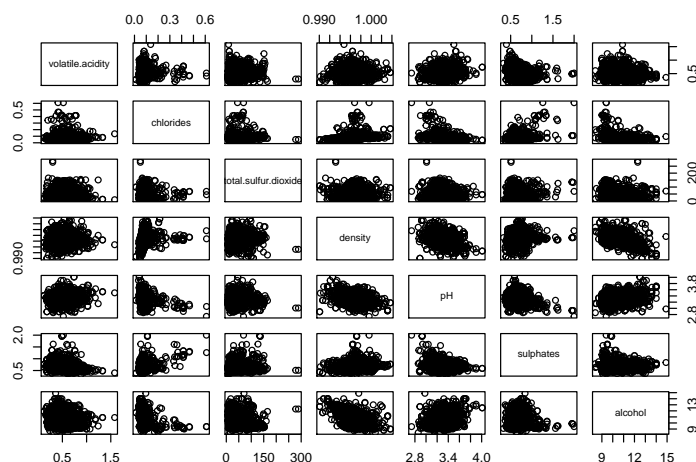 0.0 0.3 0.6 0.990 1.000 0.5 1.5
volatile.acidity 0.5
0.0 0.5 chlorides
total.sulfur.dioxide 0 200
0.990 density
pH 2.8 3.8
0.5 2.0 sulphates
alcohol 9 13
0.5 1.5 0 150 300 2.8 3.4 4.0 9 11 13 15